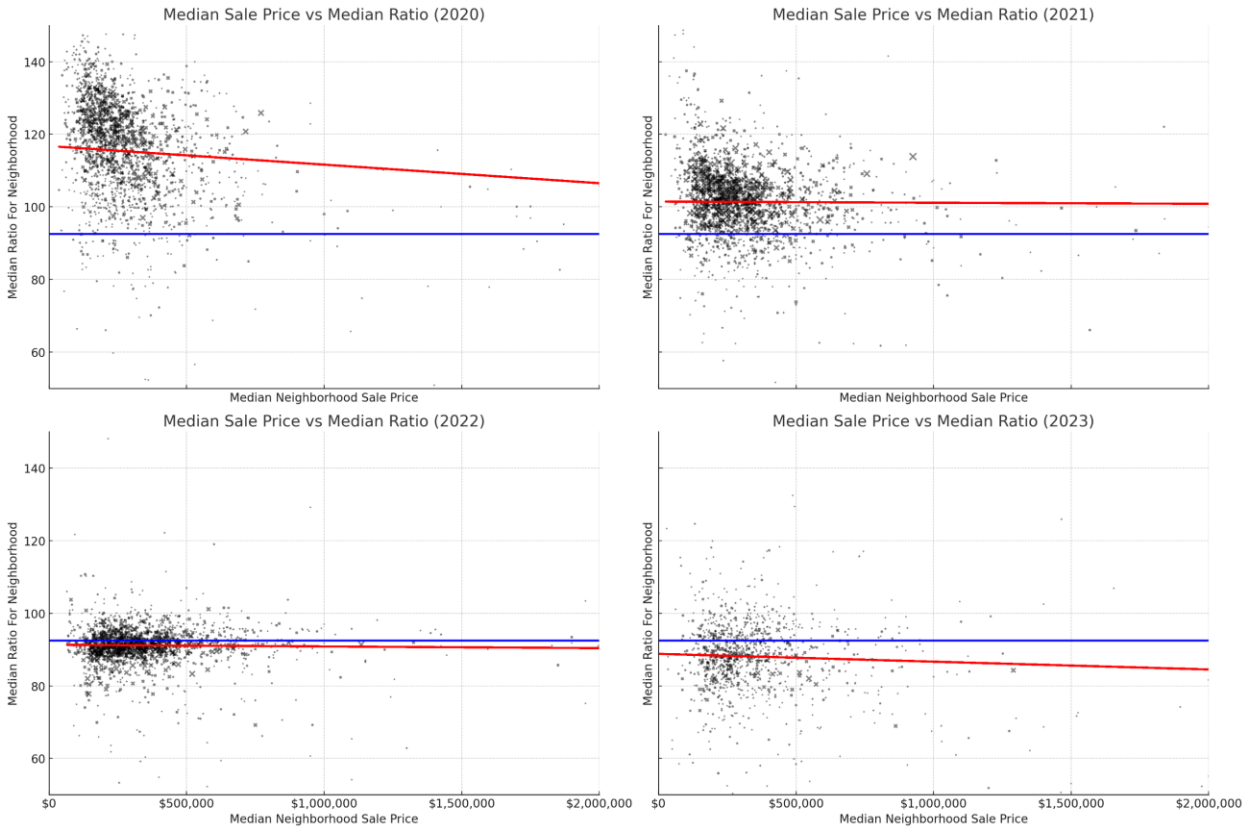 Median Sale Price vs Median Ratio (2020)
Median Ratio For Neighborhood
140
120
100
80
60
Median Neighborhood Sale Price
Median Sale Price vs Median Ratio (2021)
Median Ratio For Neighborhood
Median Neighborhood Sale Price
Median Sale Price vs Median Ratio (2022)
Median Ratio For Neighborhood
140
120
100
80
60
$0 $500,000 $1,000,000 $1,500,000 $2,000,000
Median Neighborhood Sale Price
Median Sale Price vs Median Ratio (2023)
Median Ratio For Neighborhood
$0 $500,000 $1,000,000 $1,500,000 $2,000,000
Median Neighborhood Sale Price